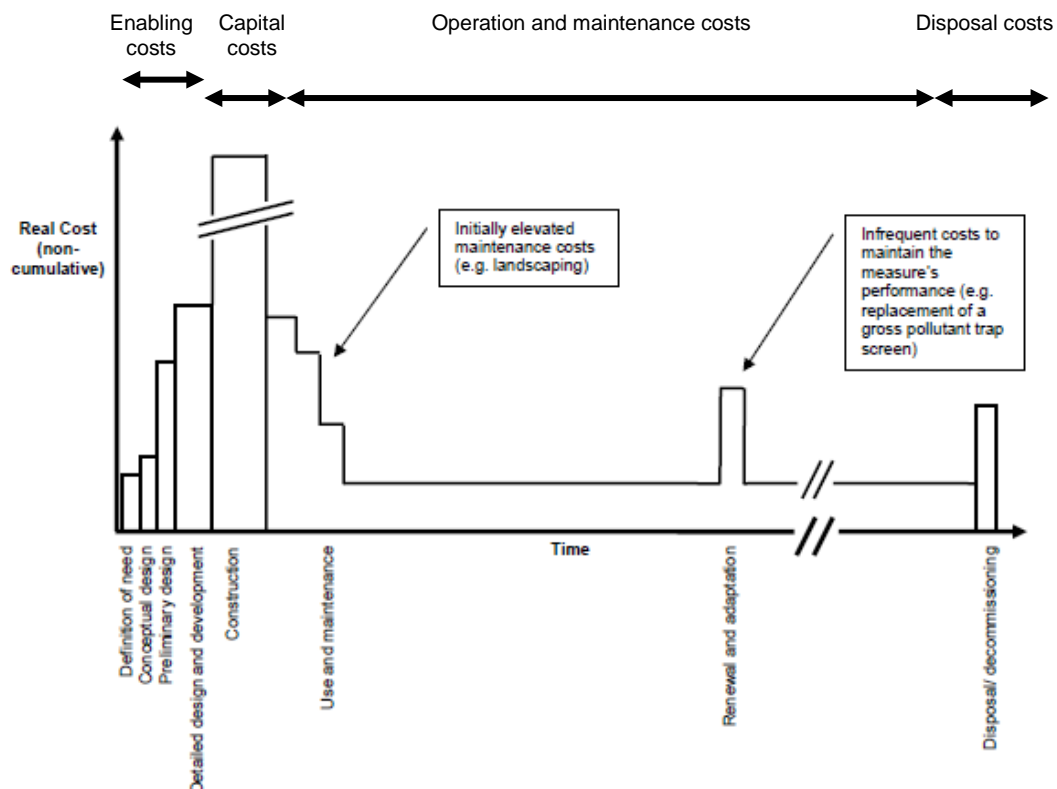 Enabling
costs
Capital
costs
Operation and maintenance costs
Disposal costs
Real Cost
(non-
cumulative)
Initially elevated
maintenance costs
(e.g. landscaping)
Infrequent costs to
maintain the
measure's
performance (e.g.
replacement of a
gross pollutant trap
screen)
Time
Definition of need
Conceptual design
Preliminary design
Detailed design and development
Construction
Use and maintenance
Renewal and adaptation
Disposal/ decommissioning